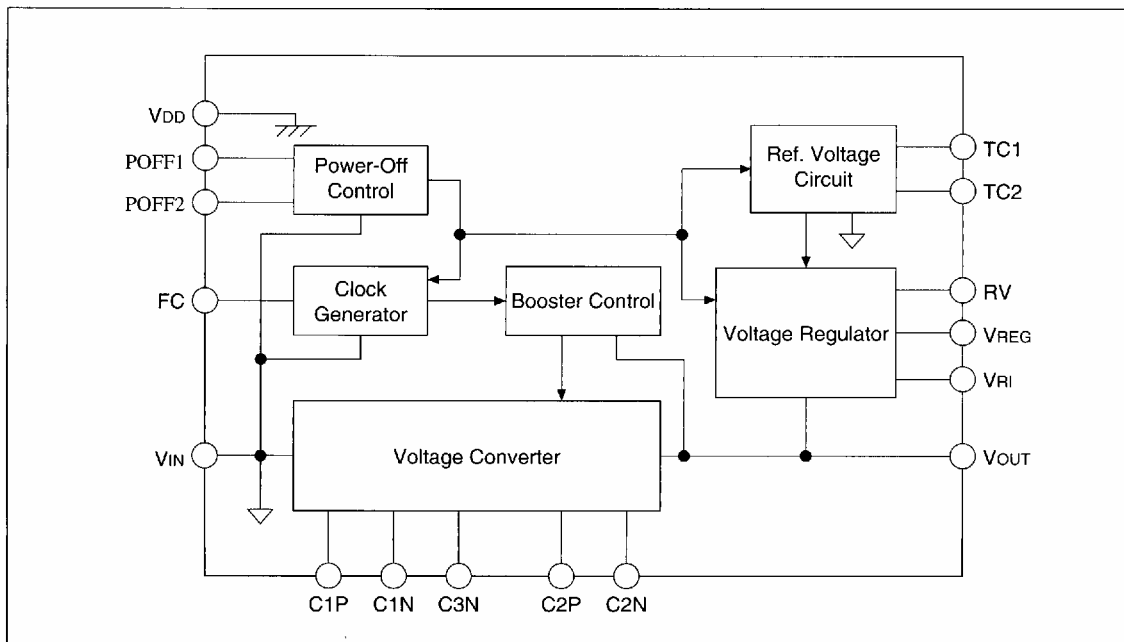 VDD
POFF1
POFF2
FC
VIN
Power-Off
Control
Clock
Generator
Booster Control
Voltage Converter
Ref. Voltage
Circuit
Voltage Regulator
TC1
TC2
RV
VREG
VRI
VOUT
C1P
C1N
C3N
C2P
C2N